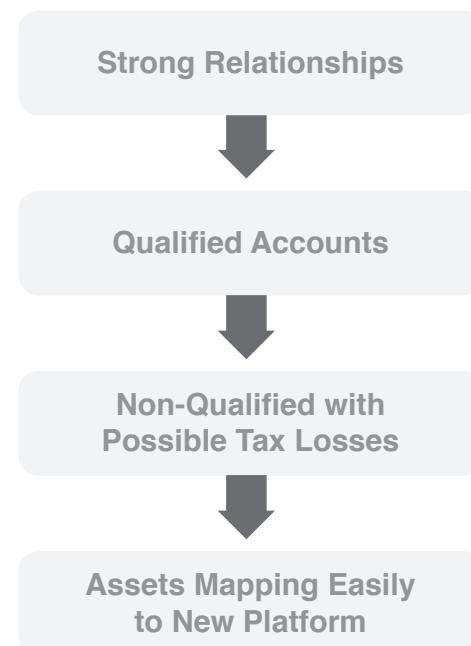 Strong Relationships
Qualified Accounts
Non-Qualified with
Possible Tax Losses
Assets Mapping Easily
to New Platform